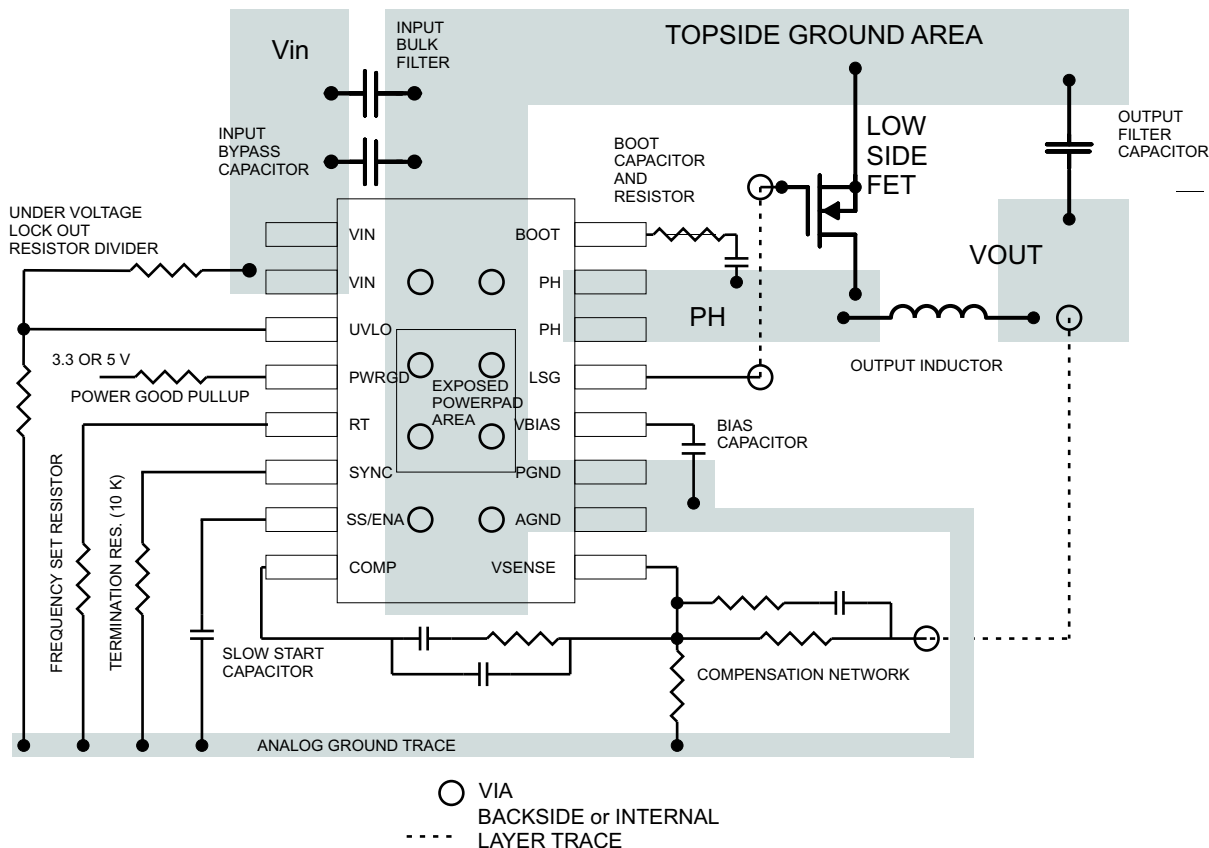 Vin
INPUT
BULK
FILTER
TOPSIDE GROUND AREA
INPUT
BYPASS
CAPACITOR
BOOT
CAPACITOR
AND
RESISTOR
LOW
SIDE
FET
OUTPUT
FILTER
CAPACITOR
UNDER VOLTAGE
LOCK OUT
RESISTOR DIVIDER
VIN
BOOT
VIN
PH
PH
VOUT
UVLO
PH
3.3 OR 5 V
POWER GOOD PULLUP
PWRGD
LSG
OUTPUT INDUCTOR
EXPOSED
POWERPAD
AREA
RT
VBIAS
BIAS
CAPACITOR
SYNC
PGND
SS/ENA
AGND
COMP
VSENSE
FREQUENCY SET RESISTOR
TERMINATION RES. (10 K)
SLOW START
CAPACITOR
COMPENSATION NETWORK
ANALOG GROUND TRACE
VIA
BACKSIDE or INTERNAL
LAYER TRACE